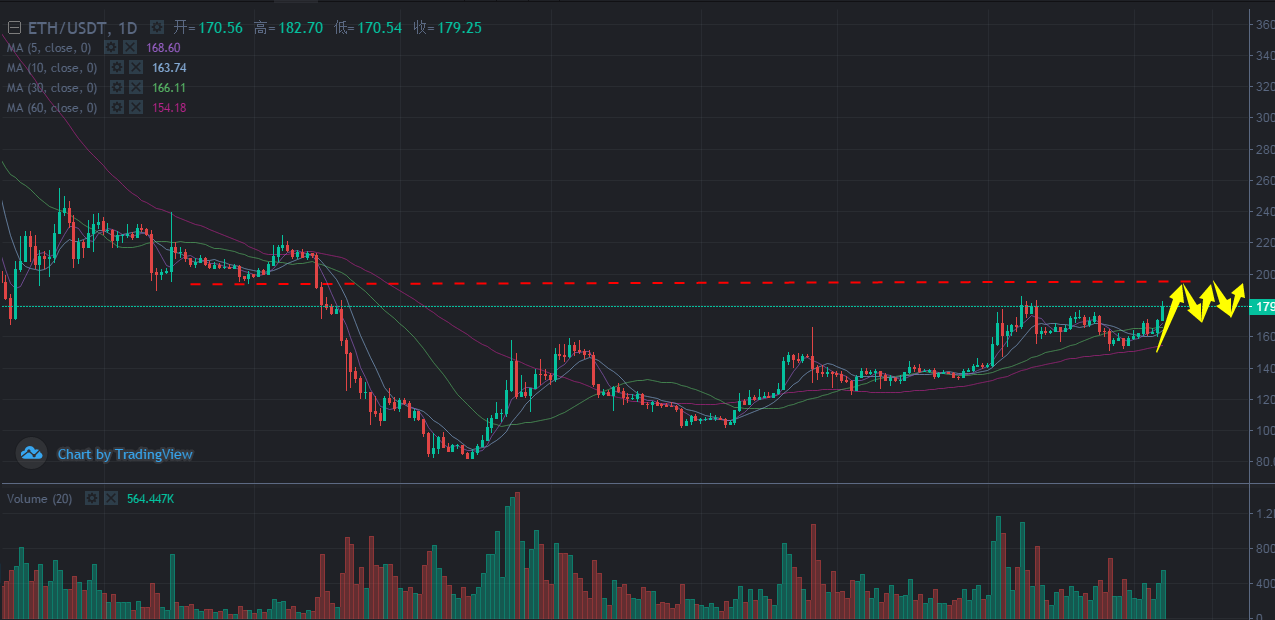 ETH/USDT, 1D 开=170.56 高=182.70 低=170.54 收=179.25
MA (5, close, 0) 168.60
MA (10, close, 0) 163.74
MA (30, close, 0) 166.11
MA (60, close, 0) 154.18
360
340
320
300
280
260
240
220
200
179
160
140
120
100
80.
Chart by TradingView
Volume (20) 564.447K
1.2
800
400
0